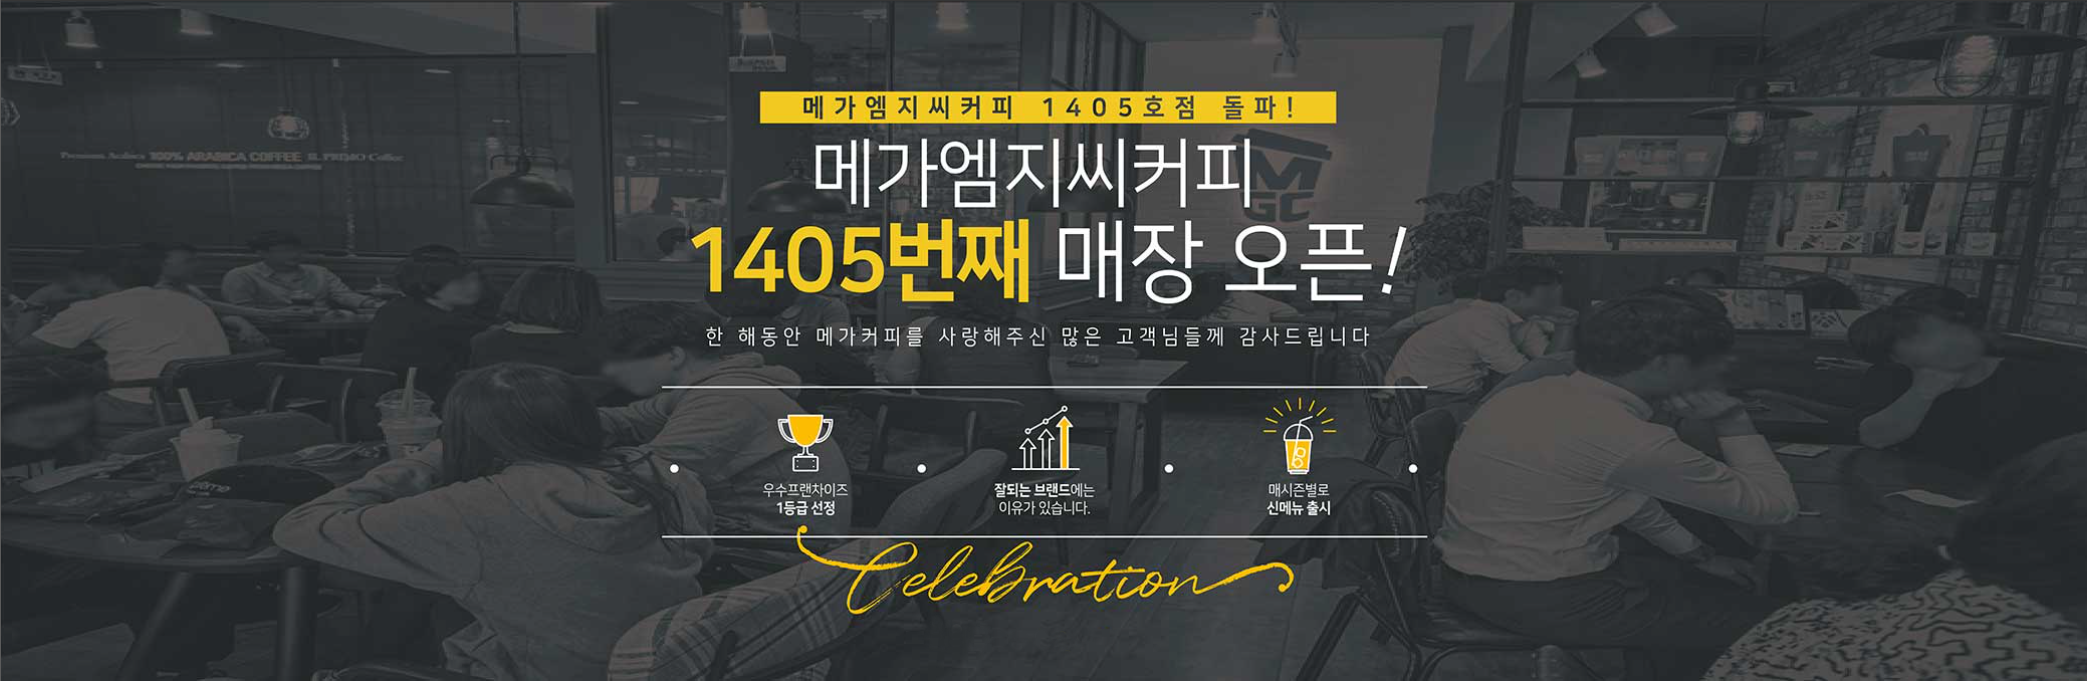 메가엠지씨커피 1405호점 돌파!
메가엠지씨커피
1405번째 매장 오픈!
한 해동안 메가커피를 사랑해주신 많은 고객님들께 감사드립니다
우수프랜차이즈
1등급 선정
잘되는 브랜드에는
이유가 있습니다.
매시즌별로
신메뉴 출시
Celebration
100% ARABICA COFFEE
MGC